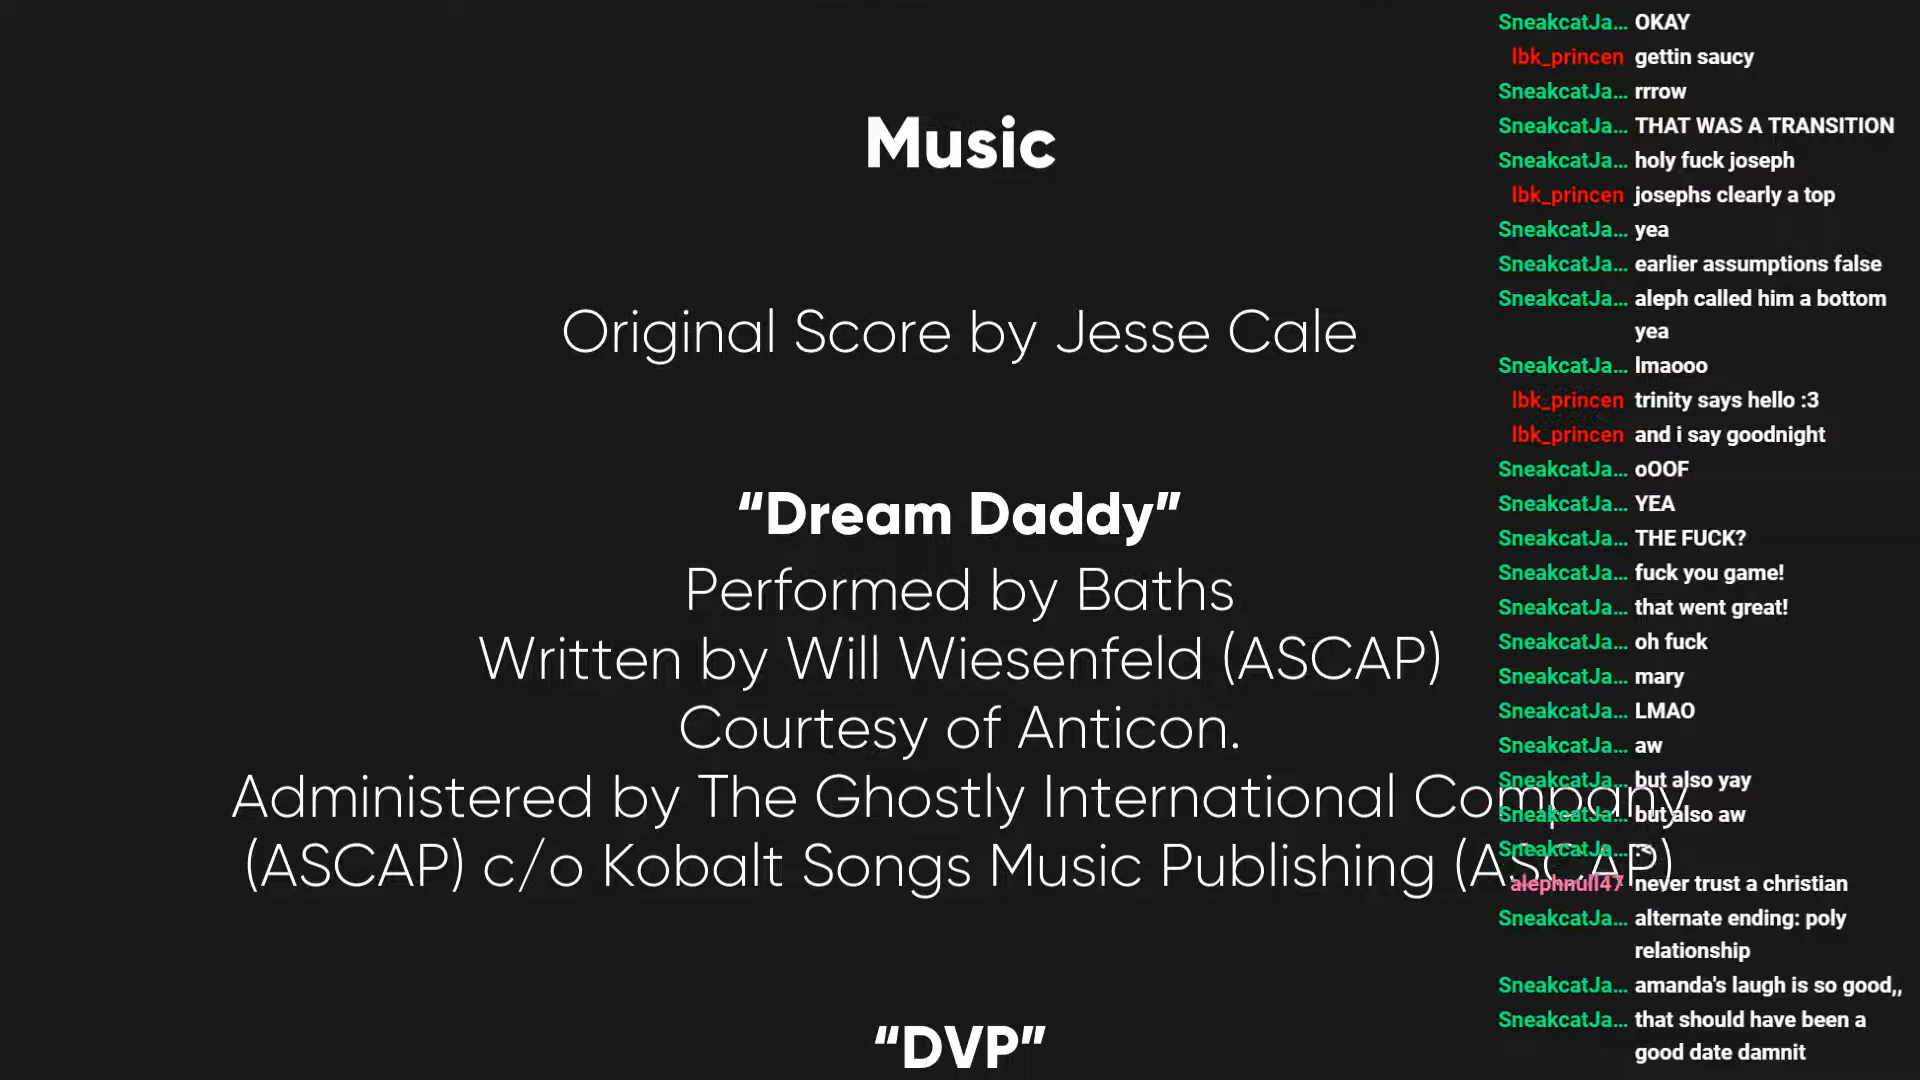 Music
Original Score by Jesse Cale
“Dream Daddy”
Performed by Baths
Written by Will Wiesenfeld (ASCAP)
Courtesy of Anticon.
Administered by The Ghostly International Company
(ASCAP) c/o Kobalt Songs Music Publishing (ASCAP)
“DVP”
SneakcatJa... OKAY
lbk_princen gettin saucy
SneakcatJa... rrrow
SneakcatJa... THAT WAS A TRANSITION
SneakcatJa... holy fuck joseph
lbk_princen josephs clearly a top
SneakcatJa... yea
SneakcatJa... earlier assumptions false
SneakcatJa... aleph called him a bottom
yea
SneakcatJa... lmaooo
lbk_princen trinity says hello :3
lbk_princen and i say goodnight
SneakcatJa... oOOF
SneakcatJa... YEA
SneakcatJa... THE FUCK?
SneakcatJa... fuck you game!
SneakcatJa... that went great!
SneakcatJa... oh fuck
SneakcatJa... mary
SneakcatJa... LMAO
SneakcatJa... aw
SneakcatJa... but also yay
SneakcatJa... but also aw
SneakcatJa...
alephnull47 never trust a christian
SneakcatJa... alternate ending: poly
relationship
SneakcatJa... amanda's laugh is so good,,
SneakcatJa... that should have been a
good date damnit